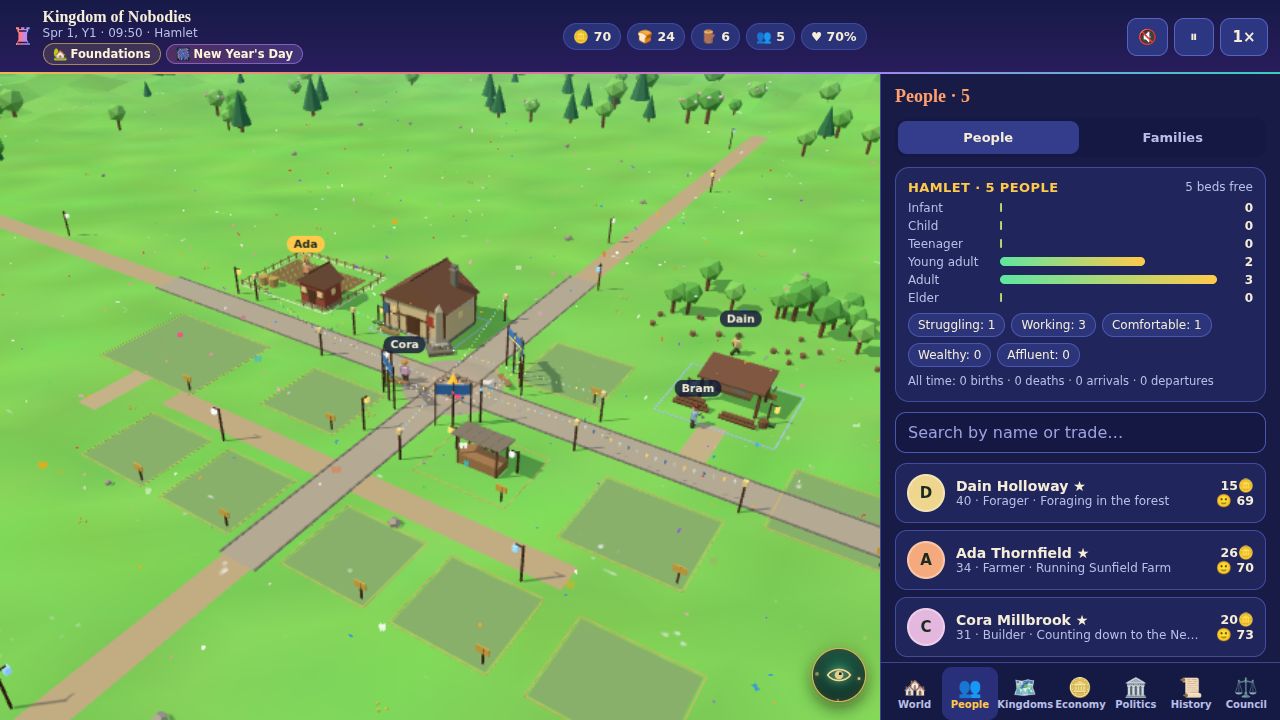 Kingdom of Nobodies
Spr 1, Y1 · 09:50 · Hamlet
🏡 Foundations
🎆 New Year's Day
🪙 70
🍞 24
🪵 6
👥 5
♥ 70%
1×
Ada
Cora
Dain
Bram
People · 5
People
Families
HAMLET · 5 PEOPLE
5 beds free
Infant 0
Child 0
Teenager 0
Young adult 2
Adult 3
Elder 0
Struggling: 1
Working: 3
Comfortable: 1
Wealthy: 0
Affluent: 0
All time: 0 births · 0 deaths · 0 arrivals · 0 departures
Search by name or trade…
D
Dain Holloway ★
15🪙
40 · Forager · Foraging in the forest
🙂 69
A
Ada Thornfield ★
26🪙
34 · Farmer · Running Sunfield Farm
🙂 70
C
Cora Millbrook ★
20🪙
31 · Builder · Counting down to the Ne…
🙂 73
World
People
Kingdoms
Economy
Politics
History
Council